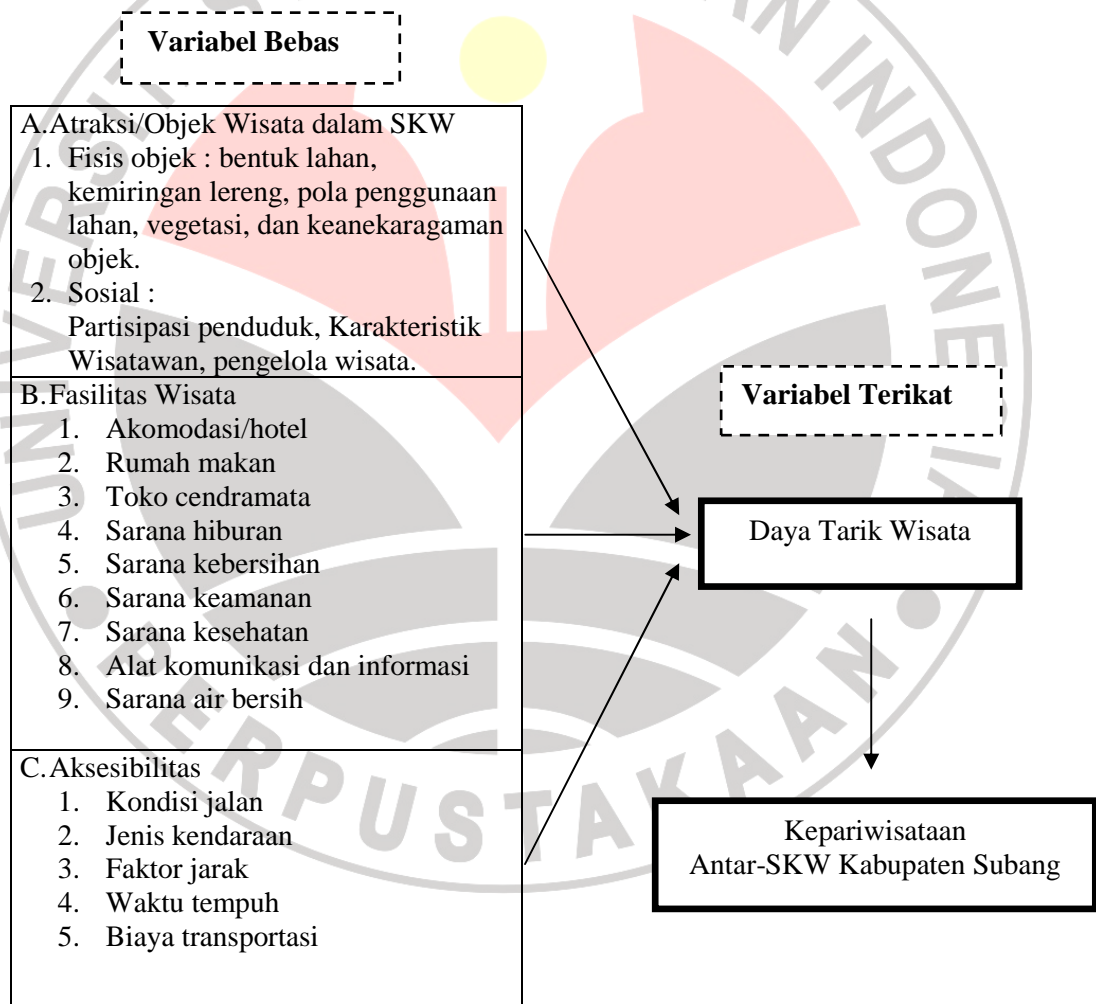 Variabel Bebas
A.Atraksi/Objek Wisata dalam SKW
1. Fisis objek : bentuk lahan,
kemiringan lereng, pola penggunaan
lahan, vegetasi, dan keanekaragaman
objek.
2. Sosial :
Partisipasi penduduk, Karakteristik
Wisatawan, pengelola wisata.
B.Fasilitas Wisata
1. Akomodasi/hotel
2. Rumah makan
3. Toko cendramata
4. Sarana hiburan
5. Sarana kebersihan
6. Sarana keamanan
7. Sarana kesehatan
8. Alat komunikasi dan informasi
9. Sarana air bersih
C.Aksesibilitas
1. Kondisi jalan
2. Jenis kendaraan
3. Faktor jarak
4. Waktu tempuh
5. Biaya transportasi
Variabel Terikat
Daya Tarik Wisata
Kepariwisataan
Antar-SKW Kabupaten Subang
PERPUSTAKAAN